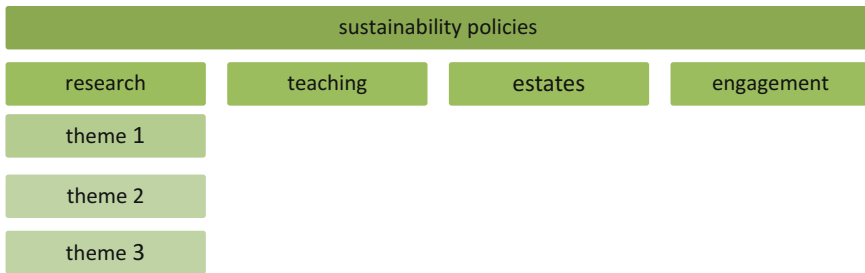 sustainability policies
research teaching estates engagement
theme 1
theme 2
theme 3